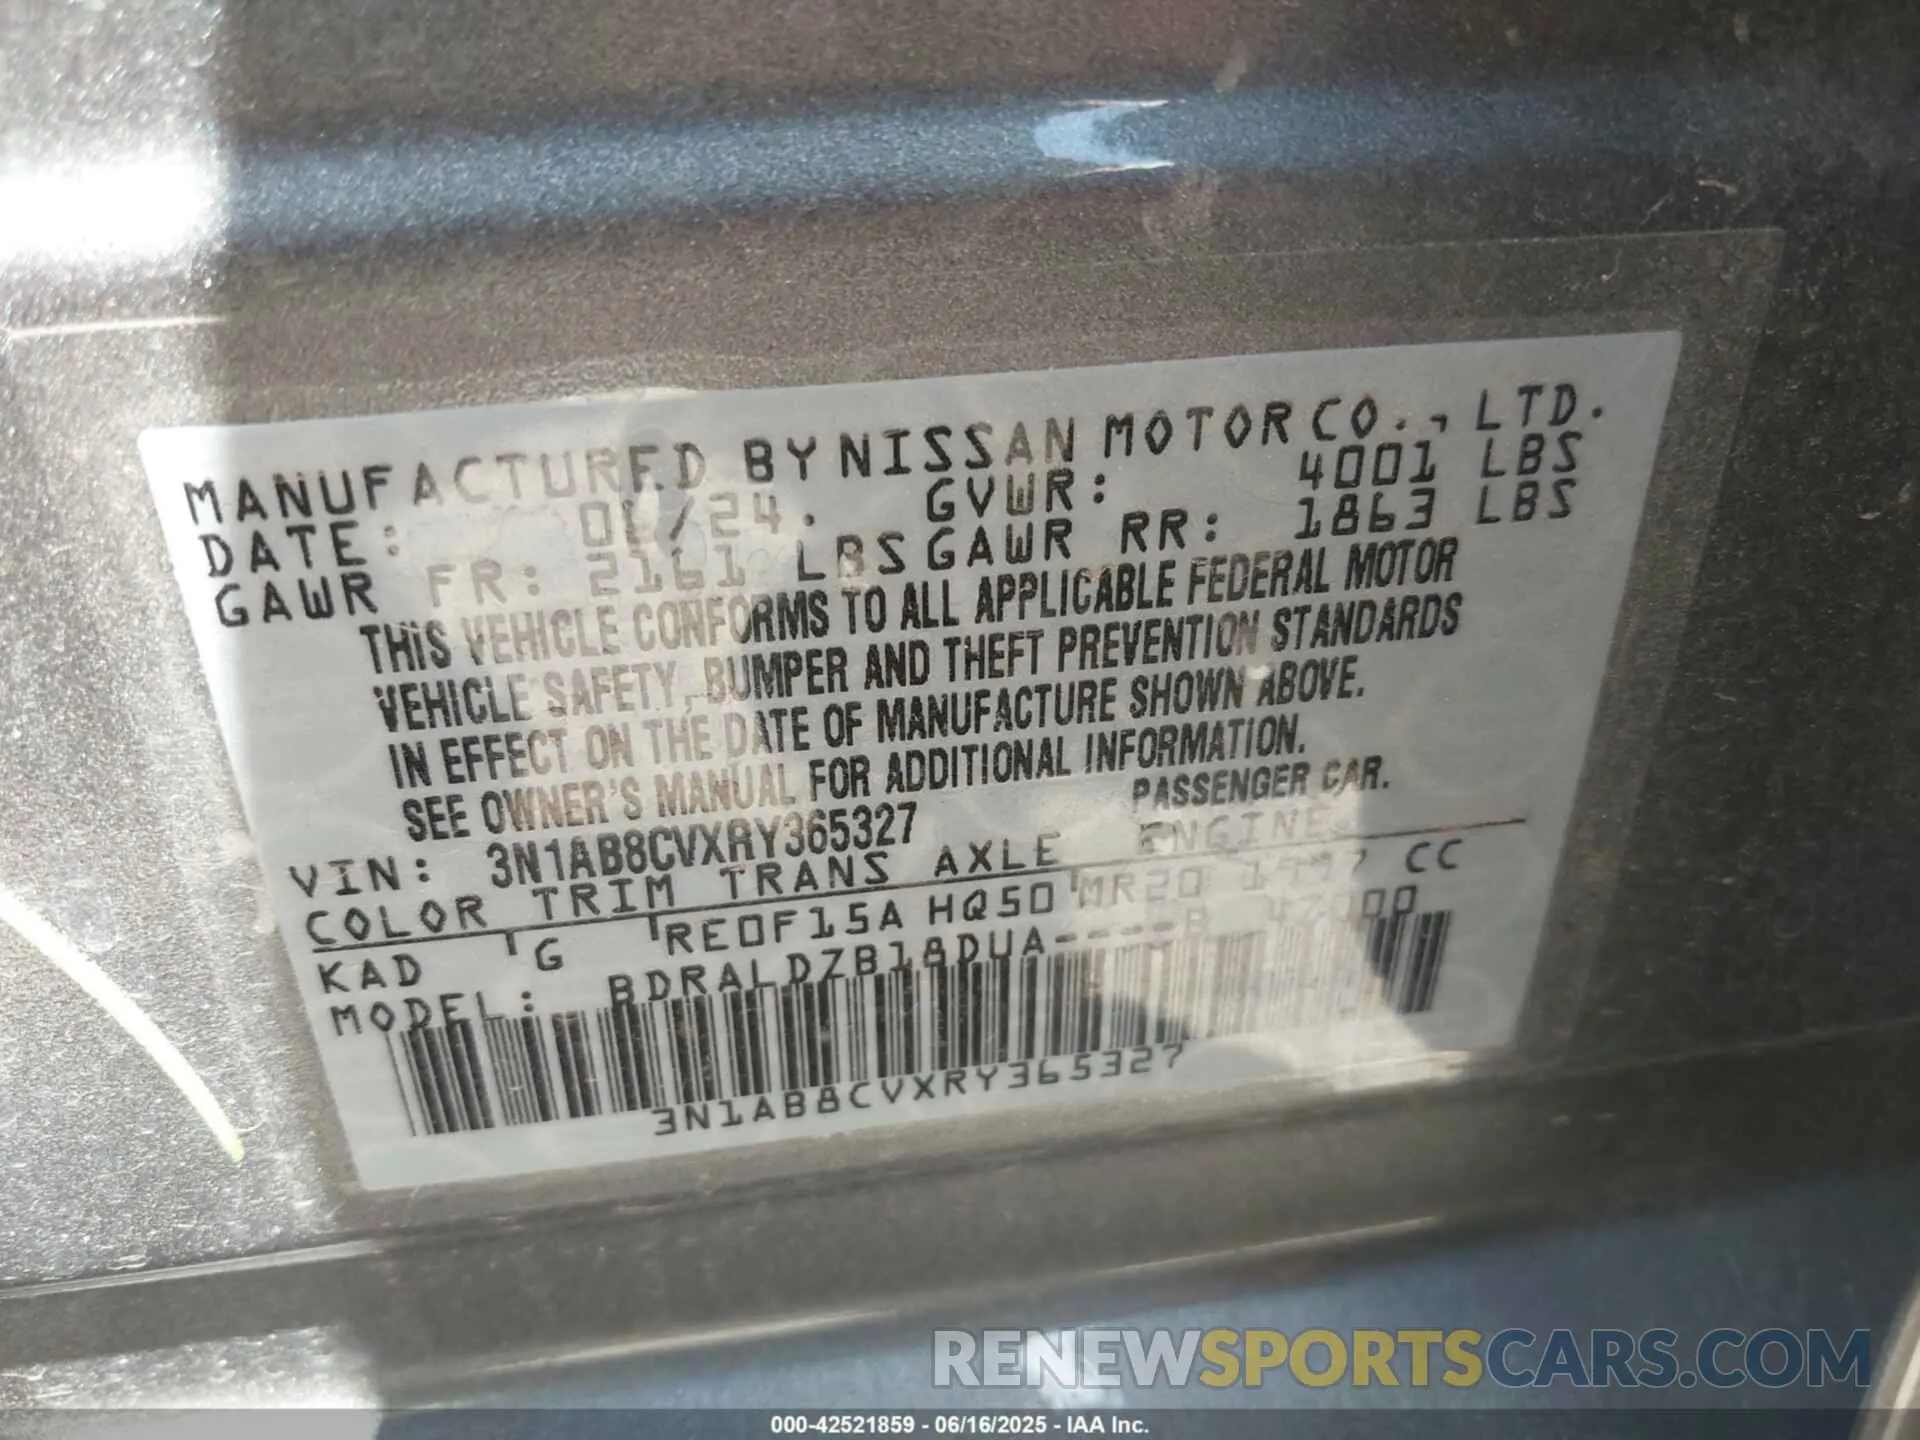 MANUFACTURED BY NISSAN MOTOR CO., LTD.
DATE: 01/24. GVWR: 4001 LBS
GAWR FR: 2161 LBS GAWR RR: 1863 LBS
THIS VEHICLE CONFORMS TO ALL APPLICABLE FEDERAL MOTOR
VEHICLE SAFETY, BUMPER AND THEFT PREVENTION STANDARDS
IN EFFECT ON THE DATE OF MANUFACTURE SHOWN ABOVE.
SEE OWNER'S MANUAL FOR ADDITIONAL INFORMATION.
VIN: 3N1AB8CVXRY365327 PASSENGER CAR.
COLOR TRIM TRANS AXLE ENGINE
KAD G RE0F15A HQ50 MR20 1997 CC
MODEL: BDRALDZB18DUA----B 47000
3N1AB8CVXRY365327
RENEWSPORTSCARS.COM
000-42521859 - 06/16/2025 - IAA Inc.